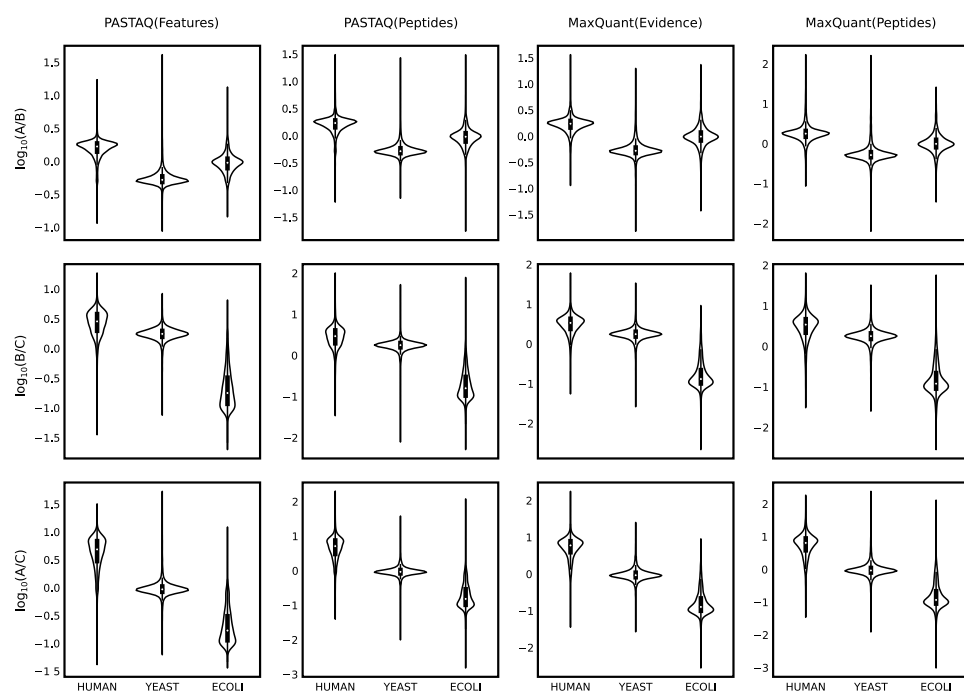 PASTAQ(Features) PASTAQ(Peptides) MaxQuant(Evidence) MaxQuant(Peptides)
log10(A/B)
1.5 1.0 0.5 0.0 −0.5 −1.0
1.5 1.0 0.5 0.0 −0.5 −1.0 −1.5
1.5 1.0 0.5 0.0 −0.5 −1.0 −1.5
2 1 0 −1 −2
log10(B/C)
1.0 0.5 0.0 −0.5 −1.0 −1.5
2 1 0 −1 −2
2 1 0 −1 −2
2 1 0 −1 −2
log10(A/C)
1.5 1.0 0.5 0.0 −0.5 −1.0 −1.5
2 1 0 −1 −2 −3
2 1 0 −1 −2
2 1 0 −1 −2 −3
HUMAN YEAST ECOLI HUMAN YEAST ECOLI HUMAN YEAST ECOLI HUMAN YEAST ECOLI